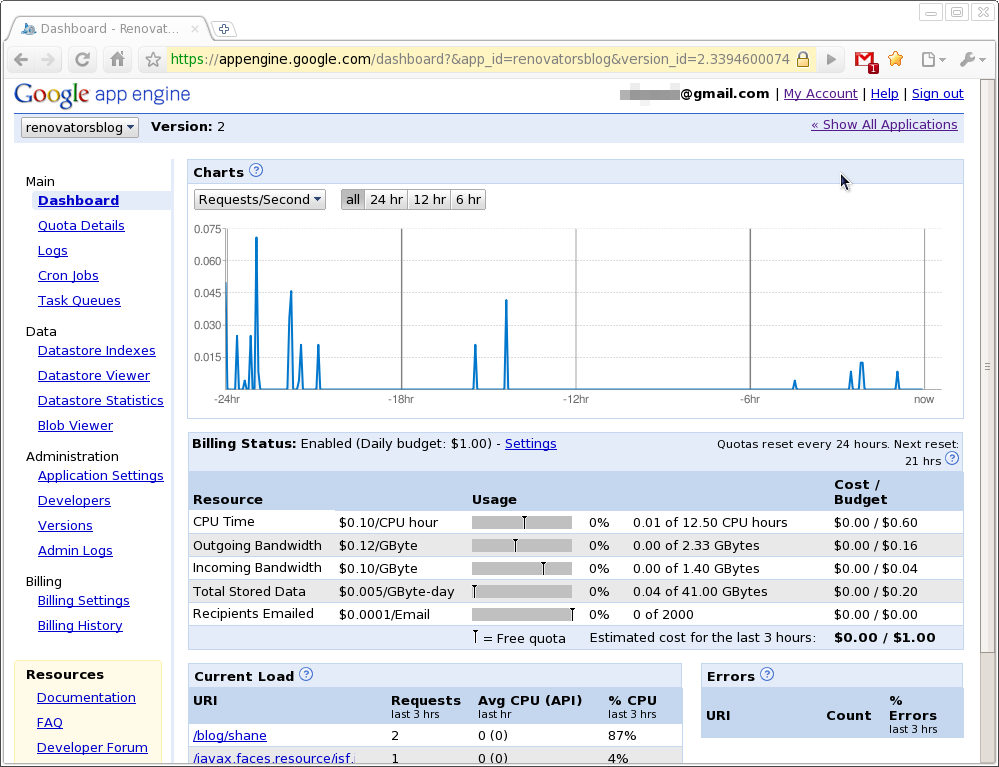 Dashboard - Renovat...
https://appengine.google.com/dashboard?&app_id=renovatorsblog&version_id=2.3394600074
1
Google app engine
@gmail.com | My Account | Help | Sign out
renovatorsblog Version: 2
« Show All Applications
Main
Dashboard
Quota Details
Logs
Cron Jobs
Task Queues
Data
Datastore Indexes
Datastore Viewer
Datastore Statistics
Blob Viewer
Administration
Application Settings
Developers
Versions
Admin Logs
Billing
Billing Settings
Billing History
Resources
Documentation
FAQ
Developer Forum
Charts ?
Requests/Second all 24 hr 12 hr 6 hr
0.075
0.060
0.045
0.030
0.015
-24hr -18hr -12hr -6hr now
Billing Status: Enabled (Daily budget: $1.00) - Settings
Quotas reset every 24 hours. Next reset:
21 hrs ?
Resource Usage Cost / Budget
CPU Time $0.10/CPU hour 0% 0.01 of 12.50 CPU hours $0.00 / $0.60
Outgoing Bandwidth $0.12/GByte 0% 0.00 of 2.33 GBytes $0.00 / $0.16
Incoming Bandwidth $0.10/GByte 0% 0.00 of 1.40 GBytes $0.00 / $0.04
Total Stored Data $0.005/GByte-day 0% 0.04 of 41.00 GBytes $0.00 / $0.20
Recipients Emailed $0.0001/Email 0% 0 of 2000 $0.00 / $0.00
= Free quota Estimated cost for the last 3 hours: $0.00 / $1.00
Current Load ?
URI Requests Avg CPU (API) % CPU
last 3 hrs last hr last 3 hrs
/blog/shane 2 0 (0) 87%
/javax.faces.resource/jsf. 1 0 (0) 4%
Errors ?
URI Count % Errors
last 3 hrs